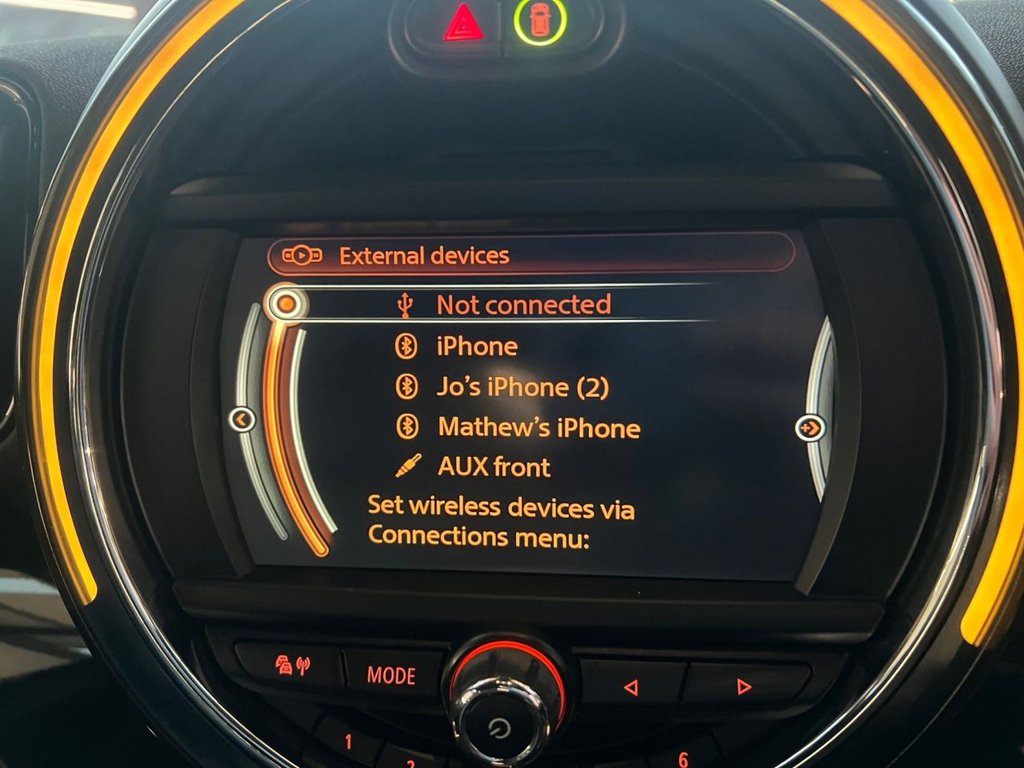 External devices
Not connected
iPhone
Jo's iPhone (2)
Mathew's iPhone
AUX front
Set wireless devices via
Connections menu:
MODE
1
2
6